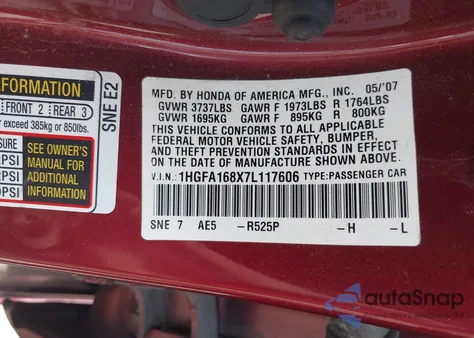 FORMATION
FRONT 2 REAR 3
exceed 385kg or 850lbs.
SEE OWNER'S
MANUAL FOR
ADDITIONAL
INFORMATION
PSI
PSI
PSI
SNE E2
MFD. BY HONDA OF AMERICA MFG., INC. 05/'07
GVWR 3737LBS GAWR F 1973LBS R 1764LBS
GVWR 1695KG GAWR F 895KG R 800KG
THIS VEHICLE CONFORMS TO ALL APPLICABLE
FEDERAL MOTOR VEHICLE SAFETY, BUMPER,
AND THEFT PREVENTION STANDARDS IN EFFECT
ON THE DATE OF MANUFACTURE SHOWN ABOVE.
V.I.N.: 1HGFA168X7L117606 TYPE:PASSENGER CAR
SNE 7 AE5 -R525P -H -L
autoSnap